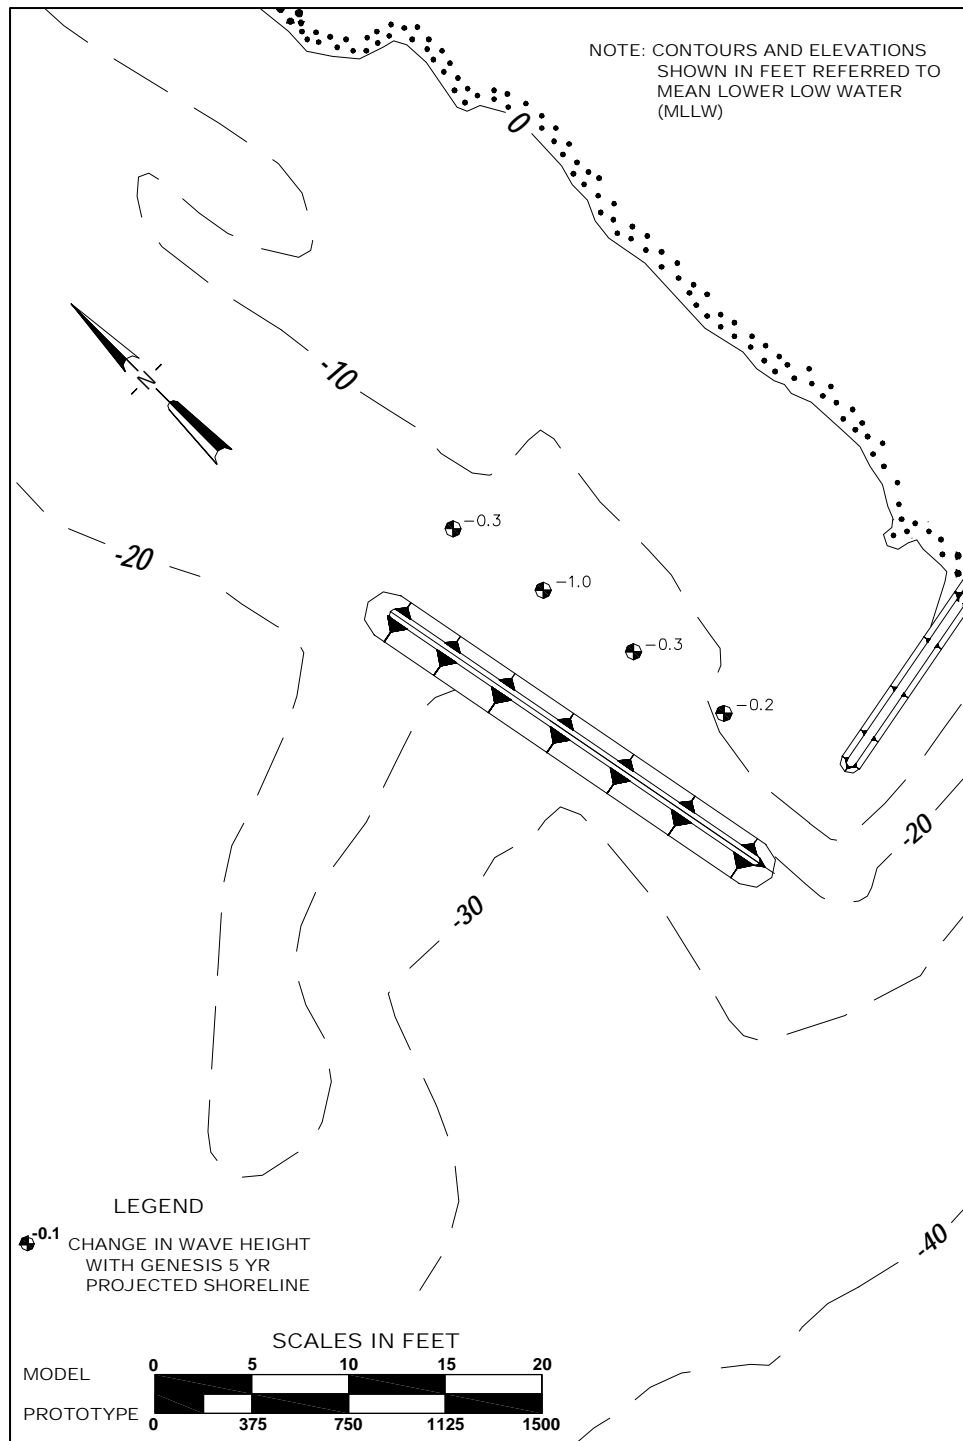 NOTE: CONTOURS AND ELEVATIONS
SHOWN IN FEET REFERRED TO
MEAN LOWER LOW WATER
(MLLW)
0
-10
N
-20
-0.3
-1.0
-0.3
-0.2
-20
-30
-40
LEGEND
-0.1 CHANGE IN WAVE HEIGHT
WITH GENESIS 5 YR
PROJECTED SHORELINE
SCALES IN FEET
MODEL 0 5 10 15 20
PROTOTYPE 0 375 750 1125 1500